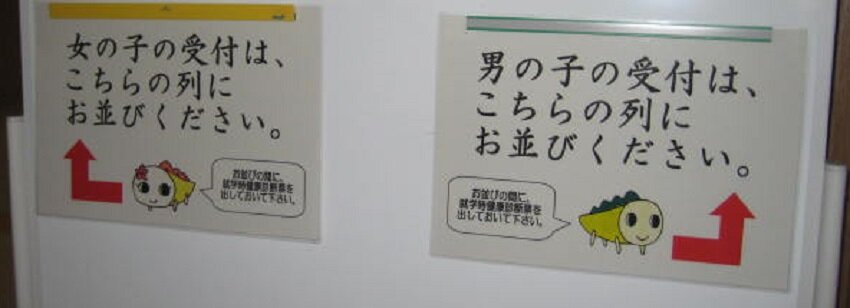 女の子の受付は、
こちらの列に
お並びください。
お並びの間に、
就学時健康診断票を
出しておいて下さい。
男の子の受付は、
こちらの列に
お並びください。
お並びの間に、
就学時健康診断票を
出しておいて下さい。